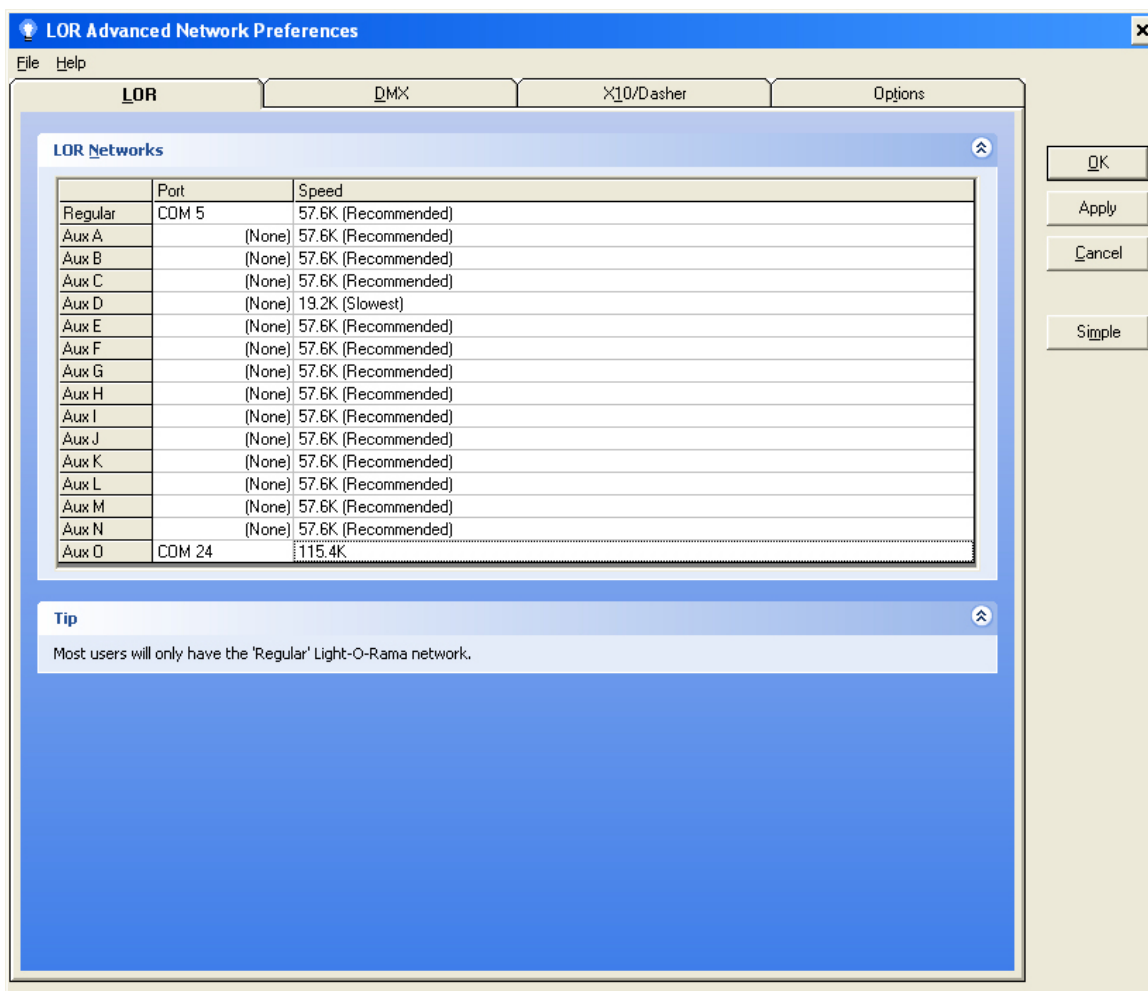 LOR Advanced Network Preferences
File Help
LOR DMX X10/Dasher Options
LOR Networks
OK
Apply
Cancel
Simple
Port Speed
Regular COM 5 57.6K (Recommended)
Aux A (None) 57.6K (Recommended)
Aux B (None) 57.6K (Recommended)
Aux C (None) 57.6K (Recommended)
Aux D (None) 19.2K (Slowest)
Aux E (None) 57.6K (Recommended)
Aux F (None) 57.6K (Recommended)
Aux G (None) 57.6K (Recommended)
Aux H (None) 57.6K (Recommended)
Aux I (None) 57.6K (Recommended)
Aux J (None) 57.6K (Recommended)
Aux K (None) 57.6K (Recommended)
Aux L (None) 57.6K (Recommended)
Aux M (None) 57.6K (Recommended)
Aux N (None) 57.6K (Recommended)
Aux O COM 24 115.4K
Tip
Most users will only have the 'Regular' Light-O-Rama network.